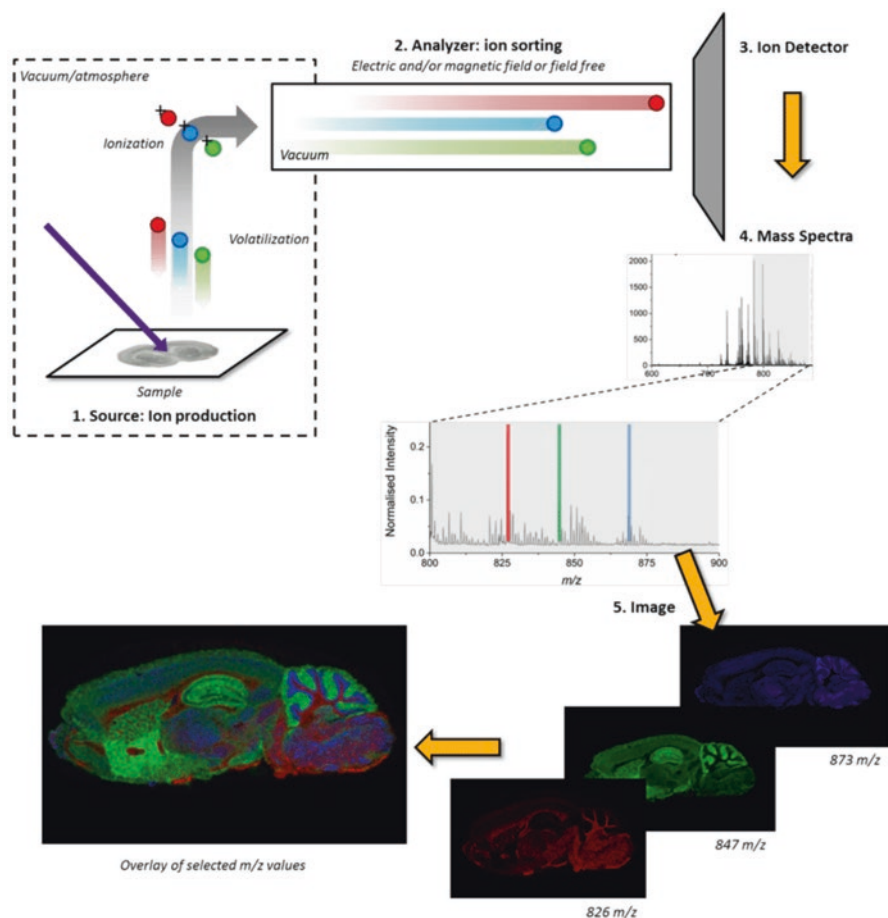 2. Analyzer: ion sorting
Electric and/or magnetic field or field free
3. Ion Detector
Vacuum/atmosphere
Ionization
Vacuum
Volatilization
Sample
1. Source: Ion production
4. Mass Spectra
2000
1500
1000
500
0
600
700
800
Normalised Intensity
0.2
0.1
0.0
800
825
850
875
900
m/z
5. Image
873 m/z
847 m/z
826 m/z
Overlay of selected m/z values